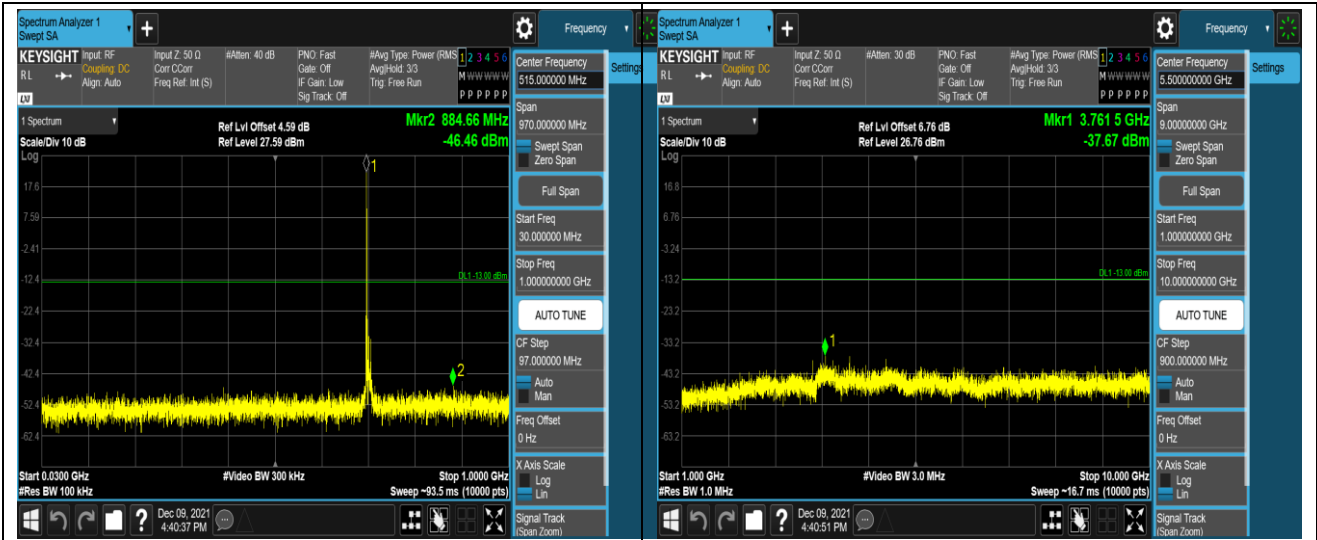 Spectrum Analyzer 1
Swept SA
+
Frequency
KEYSIGHT
Input: RF
Coupling: DC
Align: Auto
Input Z: 50 Ω
Corr CCorr
Freq Ref: Int (S)
#Atten: 40 dB
PNO: Fast
Gate: Off
IF Gain: Low
Sig Track: Off
#Avg Type: Power (RMS
Avg|Hold: 3/3
Trig: Free Run
1 2 3 4 5 6
M W W W W W
P P P P P P
RL
LXI
Center Frequency
515.000000 MHz
Settings
1 Spectrum
Scale/Div 10 dB
Ref Lvl Offset 4.59 dB
Ref Level 27.59 dBm
Mkr2 884.66 MHz
-46.46 dBm
Log
17.6
7.59
-2.41
-12.4
-22.4
-32.4
-42.4
-52.4
-62.4
1
2
DL1 -13.00 dBm
Span
970.000000 MHz
Swept Span
Zero Span
Full Span
Start Freq
30.000000 MHz
Stop Freq
1.000000000 GHz
AUTO TUNE
CF Step
97.000000 MHz
Auto
Man
Freq Offset
0 Hz
X Axis Scale
Log
Lin
Signal Track
(Span Zoom)
Start 0.0300 GHz
#Res BW 100 kHz
#Video BW 300 kHz
Stop 1.0000 GHz
Sweep ~93.5 ms (10000 pts)
?
Dec 09, 2021
4:40:37 PM
Spectrum Analyzer 1
Swept SA
+
Frequency
KEYSIGHT
Input: RF
Coupling: DC
Align: Auto
Input Z: 50 Ω
Corr CCorr
Freq Ref: Int (S)
#Atten: 30 dB
PNO: Fast
Gate: Off
IF Gain: Low
Sig Track: Off
#Avg Type: Power (RMS
Avg|Hold: 3/3
Trig: Free Run
1 2 3 4 5 6
M W W W W W
P P P P P P
RL
LXI
Center Frequency
5.500000000 GHz
Settings
1 Spectrum
Scale/Div 10 dB
Ref Lvl Offset 6.76 dB
Ref Level 26.76 dBm
Mkr1 3.761 5 GHz
-37.67 dBm
Log
16.8
6.76
-3.24
-13.2
-23.2
-33.2
-43.2
-53.2
-63.2
1
DL1 -13.00 dBm
Span
9.00000000 GHz
Swept Span
Zero Span
Full Span
Start Freq
1.000000000 GHz
Stop Freq
10.000000000 GHz
AUTO TUNE
CF Step
900.000000 MHz
Auto
Man
Freq Offset
0 Hz
X Axis Scale
Log
Lin
Signal Track
(Span Zoom)
Start 1.000 GHz
#Res BW 1.0 MHz
#Video BW 3.0 MHz
Stop 10.000 GHz
Sweep ~16.7 ms (10000 pts)
?
Dec 09, 2021
4:40:51 PM